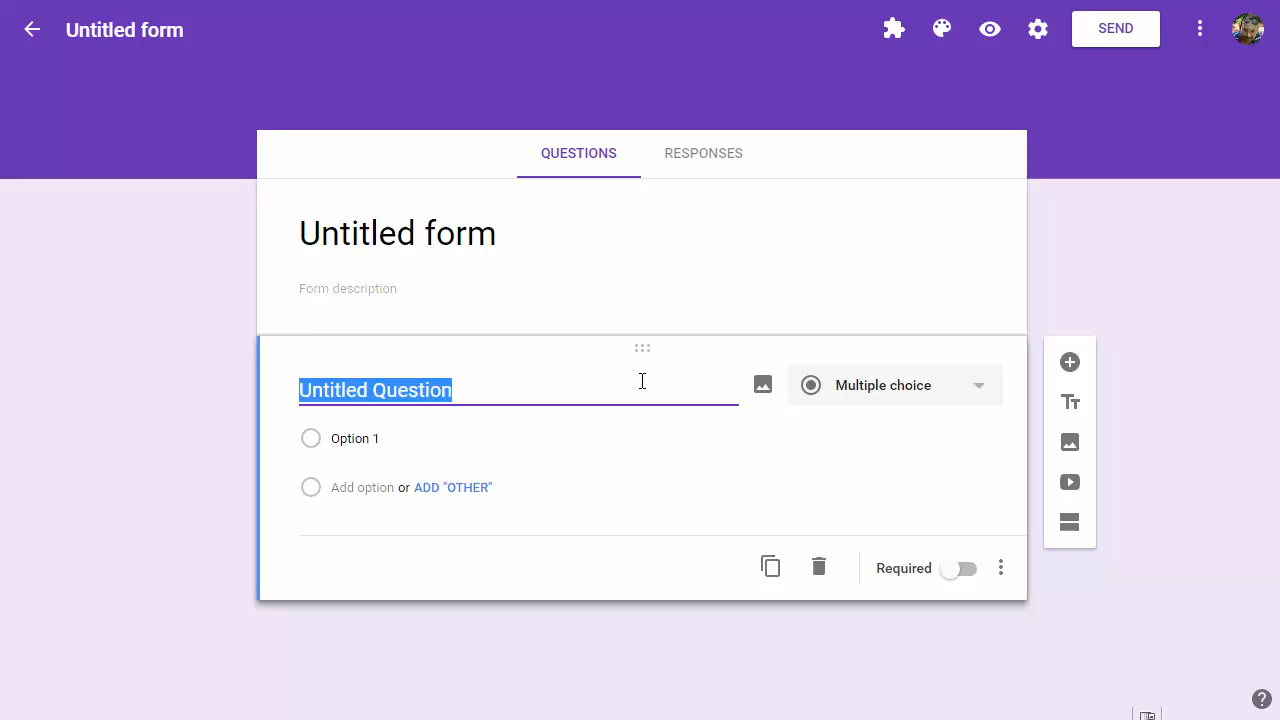 Untitled form
SEND
QUESTIONS RESPONSES
Untitled form
Form description
Untitled Question
Multiple choice
Option 1
Add option or ADD "OTHER"
Required